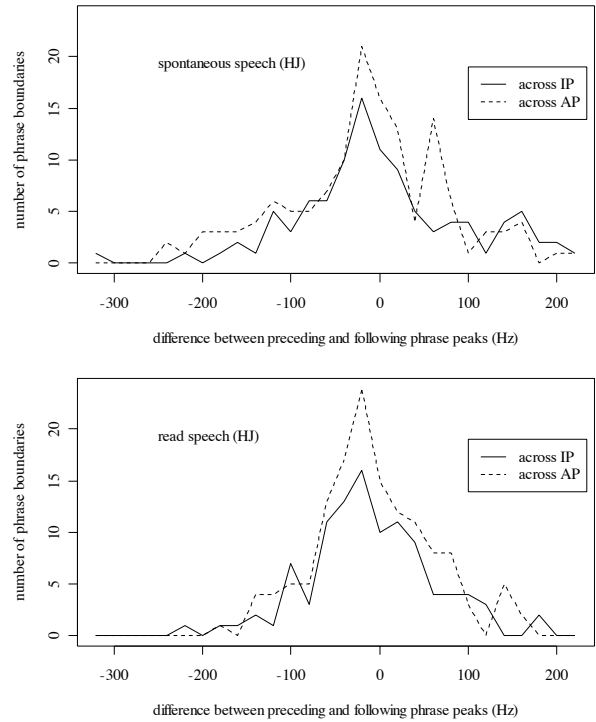 spontaneous speech (HJ)
across IP
across AP
number of phrase boundaries
0
5
10
15
20
-300 -200 -100 0 100 200
difference between preceding and following phrase peaks (Hz)
read speech (HJ)
across IP
across AP
number of phrase boundaries
0
5
10
15
20
-300 -200 -100 0 100 200
difference between preceding and following phrase peaks (Hz)